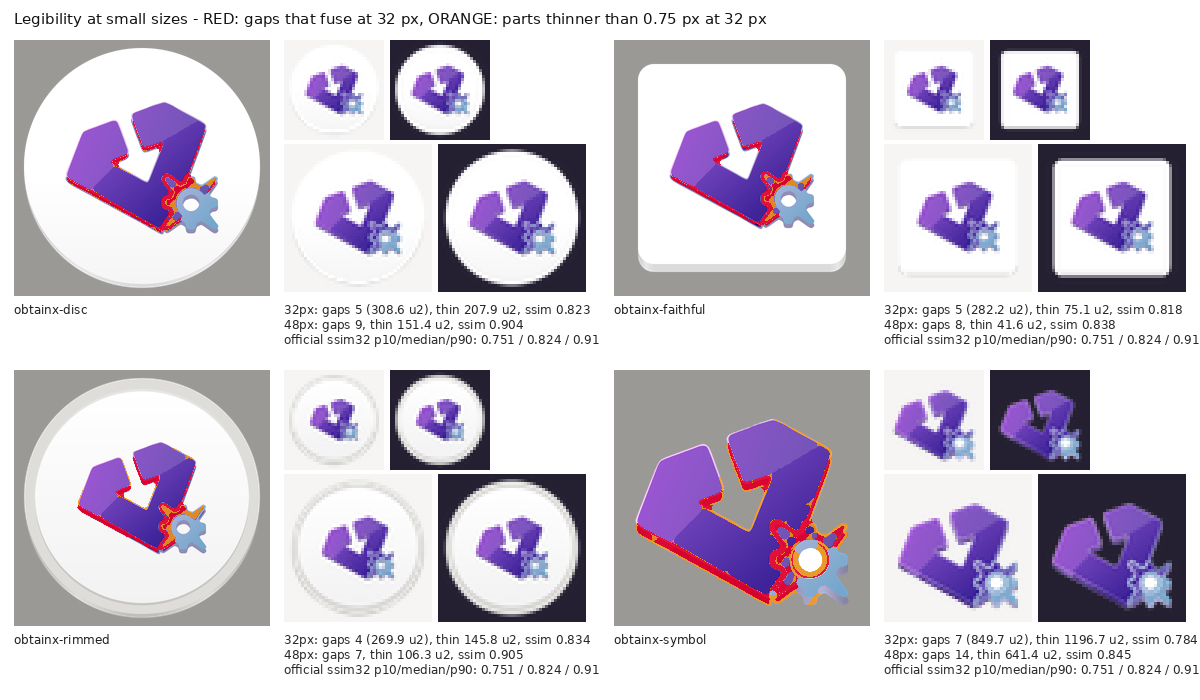 Legibility at small sizes - RED: gaps that fuse at 32 px, ORANGE: parts thinner than 0.75 px at 32 px
obtainx-disc
32px: gaps 5 (308.6 u2), thin 207.9 u2, ssim 0.823
48px: gaps 9, thin 151.4 u2, ssim 0.904
official ssim32 p10/median/p90: 0.751 / 0.824 / 0.91
obtainx-faithful
32px: gaps 5 (282.2 u2), thin 75.1 u2, ssim 0.818
48px: gaps 8, thin 41.6 u2, ssim 0.838
official ssim32 p10/median/p90: 0.751 / 0.824 / 0.91
obtainx-rimmed
32px: gaps 4 (269.9 u2), thin 145.8 u2, ssim 0.834
48px: gaps 7, thin 106.3 u2, ssim 0.905
official ssim32 p10/median/p90: 0.751 / 0.824 / 0.91
obtainx-symbol
32px: gaps 7 (849.7 u2), thin 1196.7 u2, ssim 0.784
48px: gaps 14, thin 641.4 u2, ssim 0.845
official ssim32 p10/median/p90: 0.751 / 0.824 / 0.91